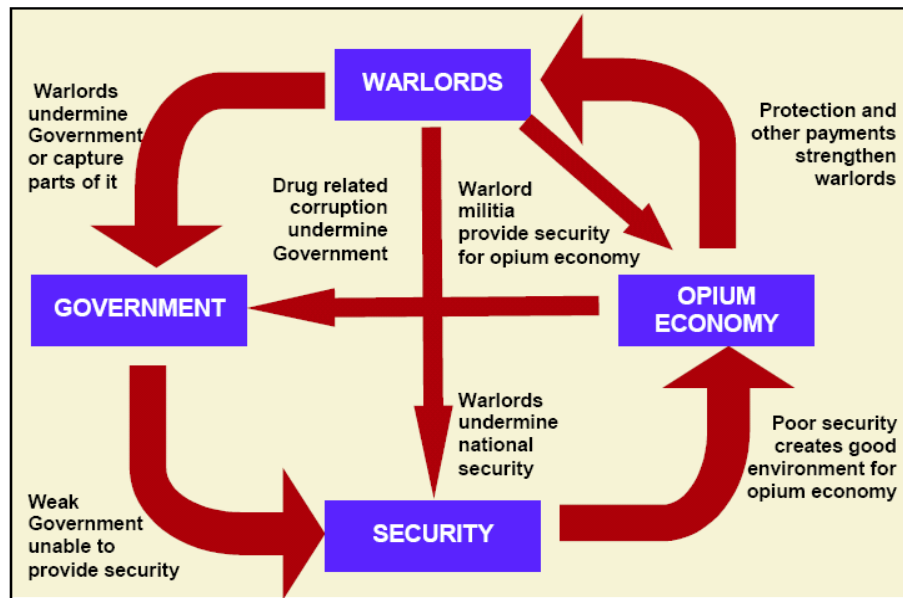 WARLORDS
Warlords
undermine
Government
or capture
parts of it
Protection and
other payments
strengthen
warlords
Drug related
corruption
undermine
Government
Warlord
militia
provide security
for opium economy
GOVERNMENT
OPIUM
ECONOMY
Warlords
undermine
national
security
Poor security
creates good
environment for
opium economy
Weak
Government
unable to
provide security
SECURITY